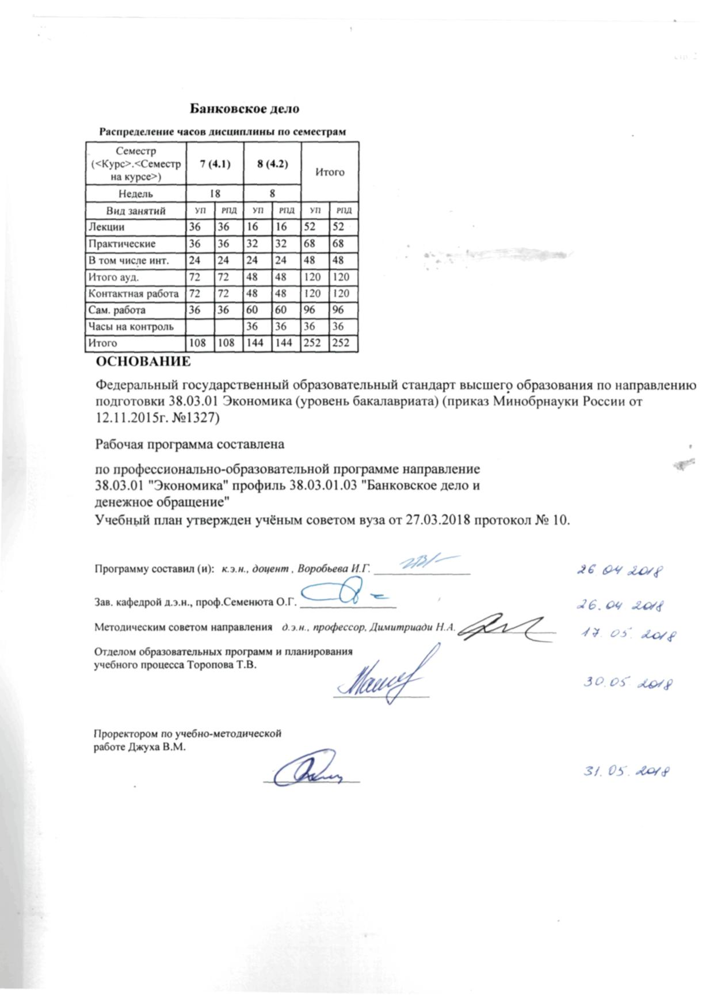 Банковское дело
Распределение часов дисциплины по семестрам
Семестр (<Курс>.<Семестр на курсе>) 7 (4.1) 8 (4.2) Итого
Недель 18 8
Вид занятий УП РПД УП РПД УП РПД
Лекции 36 36 16 16 52 52
Практические 36 36 32 32 68 68
В том числе инт. 24 24 24 24 48 48
Итого ауд. 72 72 48 48 120 120
Контактная работа 72 72 48 48 120 120
Сам. работа 36 36 60 60 96 96
Часы на контроль 36 36 36 36
Итого 108 108 144 144 252 252
ОСНОВАНИЕ
Федеральный государственный образовательный стандарт высшего образования по направлению
подготовки 38.03.01 Экономика (уровень бакалавриата) (приказ Минобрнауки России от
12.11.2015г. №1327)
Рабочая программа составлена
по профессионально-образовательной программе направление
38.03.01 "Экономика" профиль 38.03.01.03 "Банковское дело и
денежное обращение"
Учебный план утвержден учёным советом вуза от 27.03.2018 протокол № 10.
Программу составил (и): к.э.н., доцент , Воробьева И.Г. 26 04 2018
Зав. кафедрой д.э.н., проф.Семенюта О.Г. 26.04 2018
Методическим советом направления д.э.н., профессор, Димитриади Н.А. 17. 05. 2018
Отделом образовательных программ и планирования
учебного процесса Торопова Т.В.
30.05 2018
Проректором по учебно-методической
работе Джуха В.М.
31.05.2018